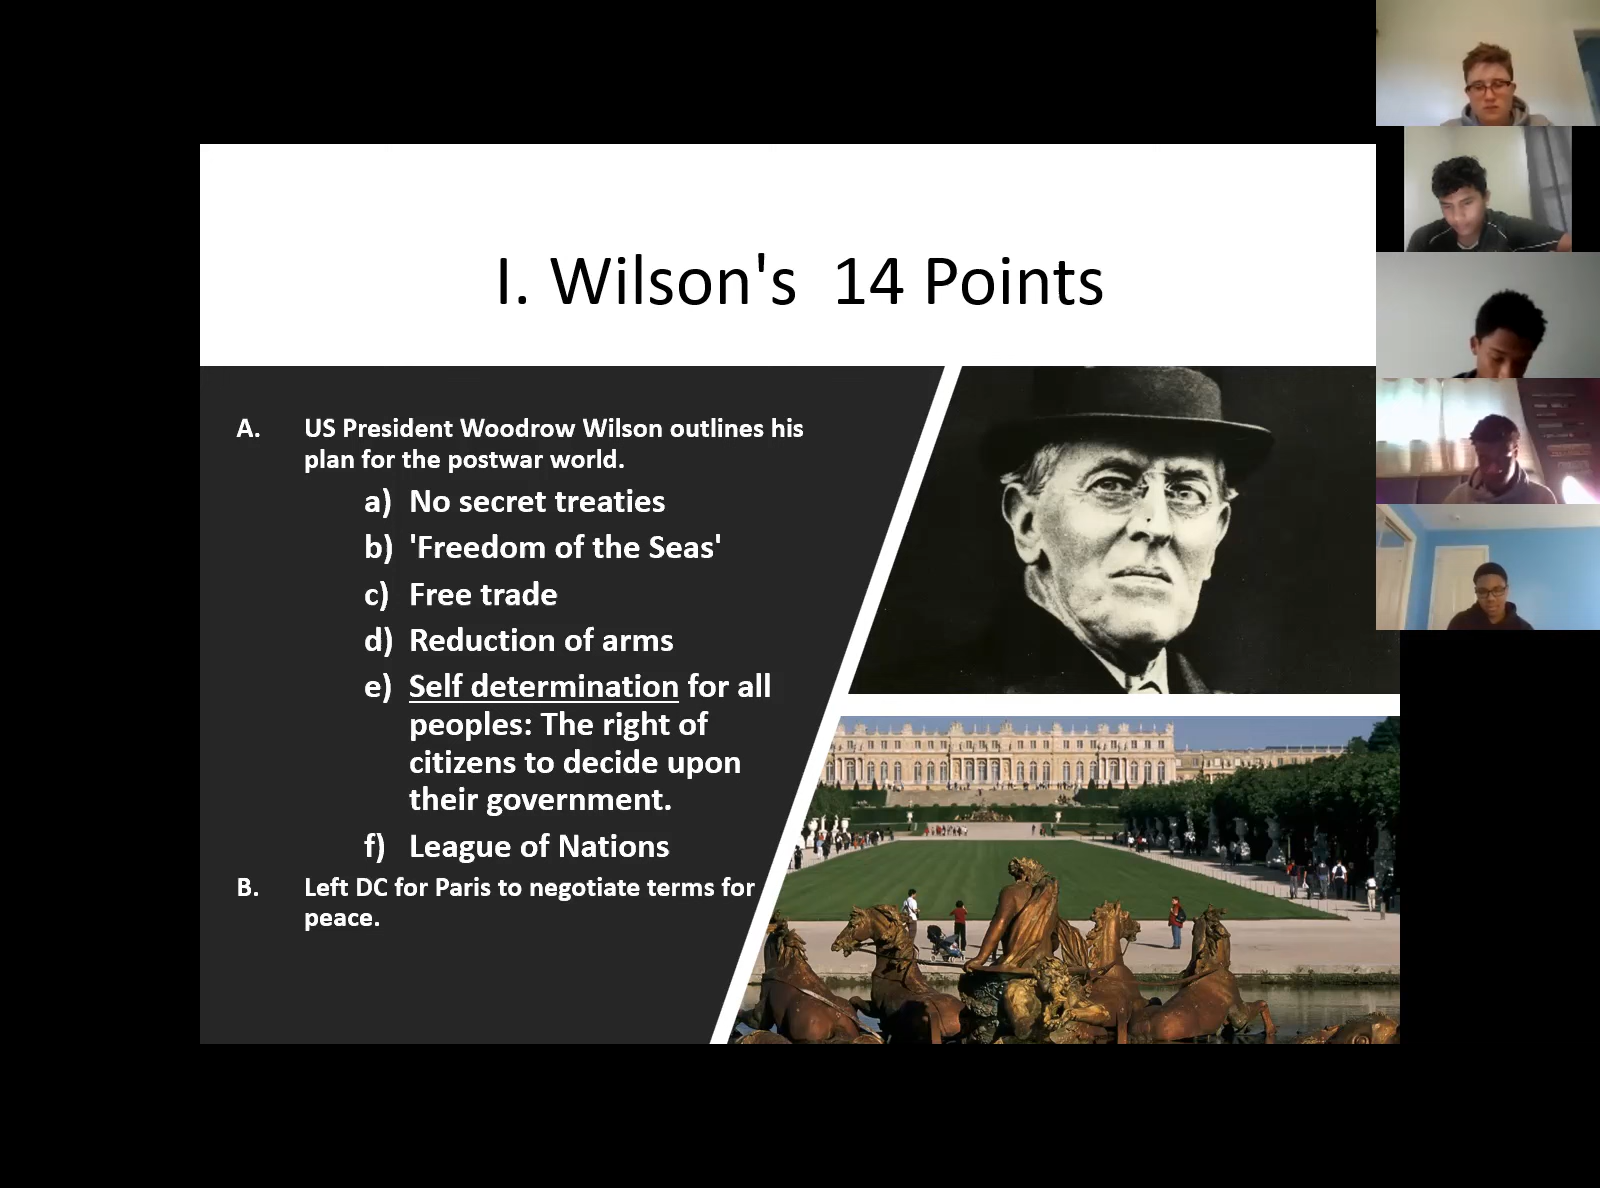 I. Wilson's  14 Points
A. US President Woodrow Wilson outlines his
plan for the postwar world.
a) No secret treaties
b) 'Freedom of the Seas'
c) Free trade
d) Reduction of arms
e) Self determination for all
peoples: The right of
citizens to decide upon
their government.
f) League of Nations
B. Left DC for Paris to negotiate terms for
peace.